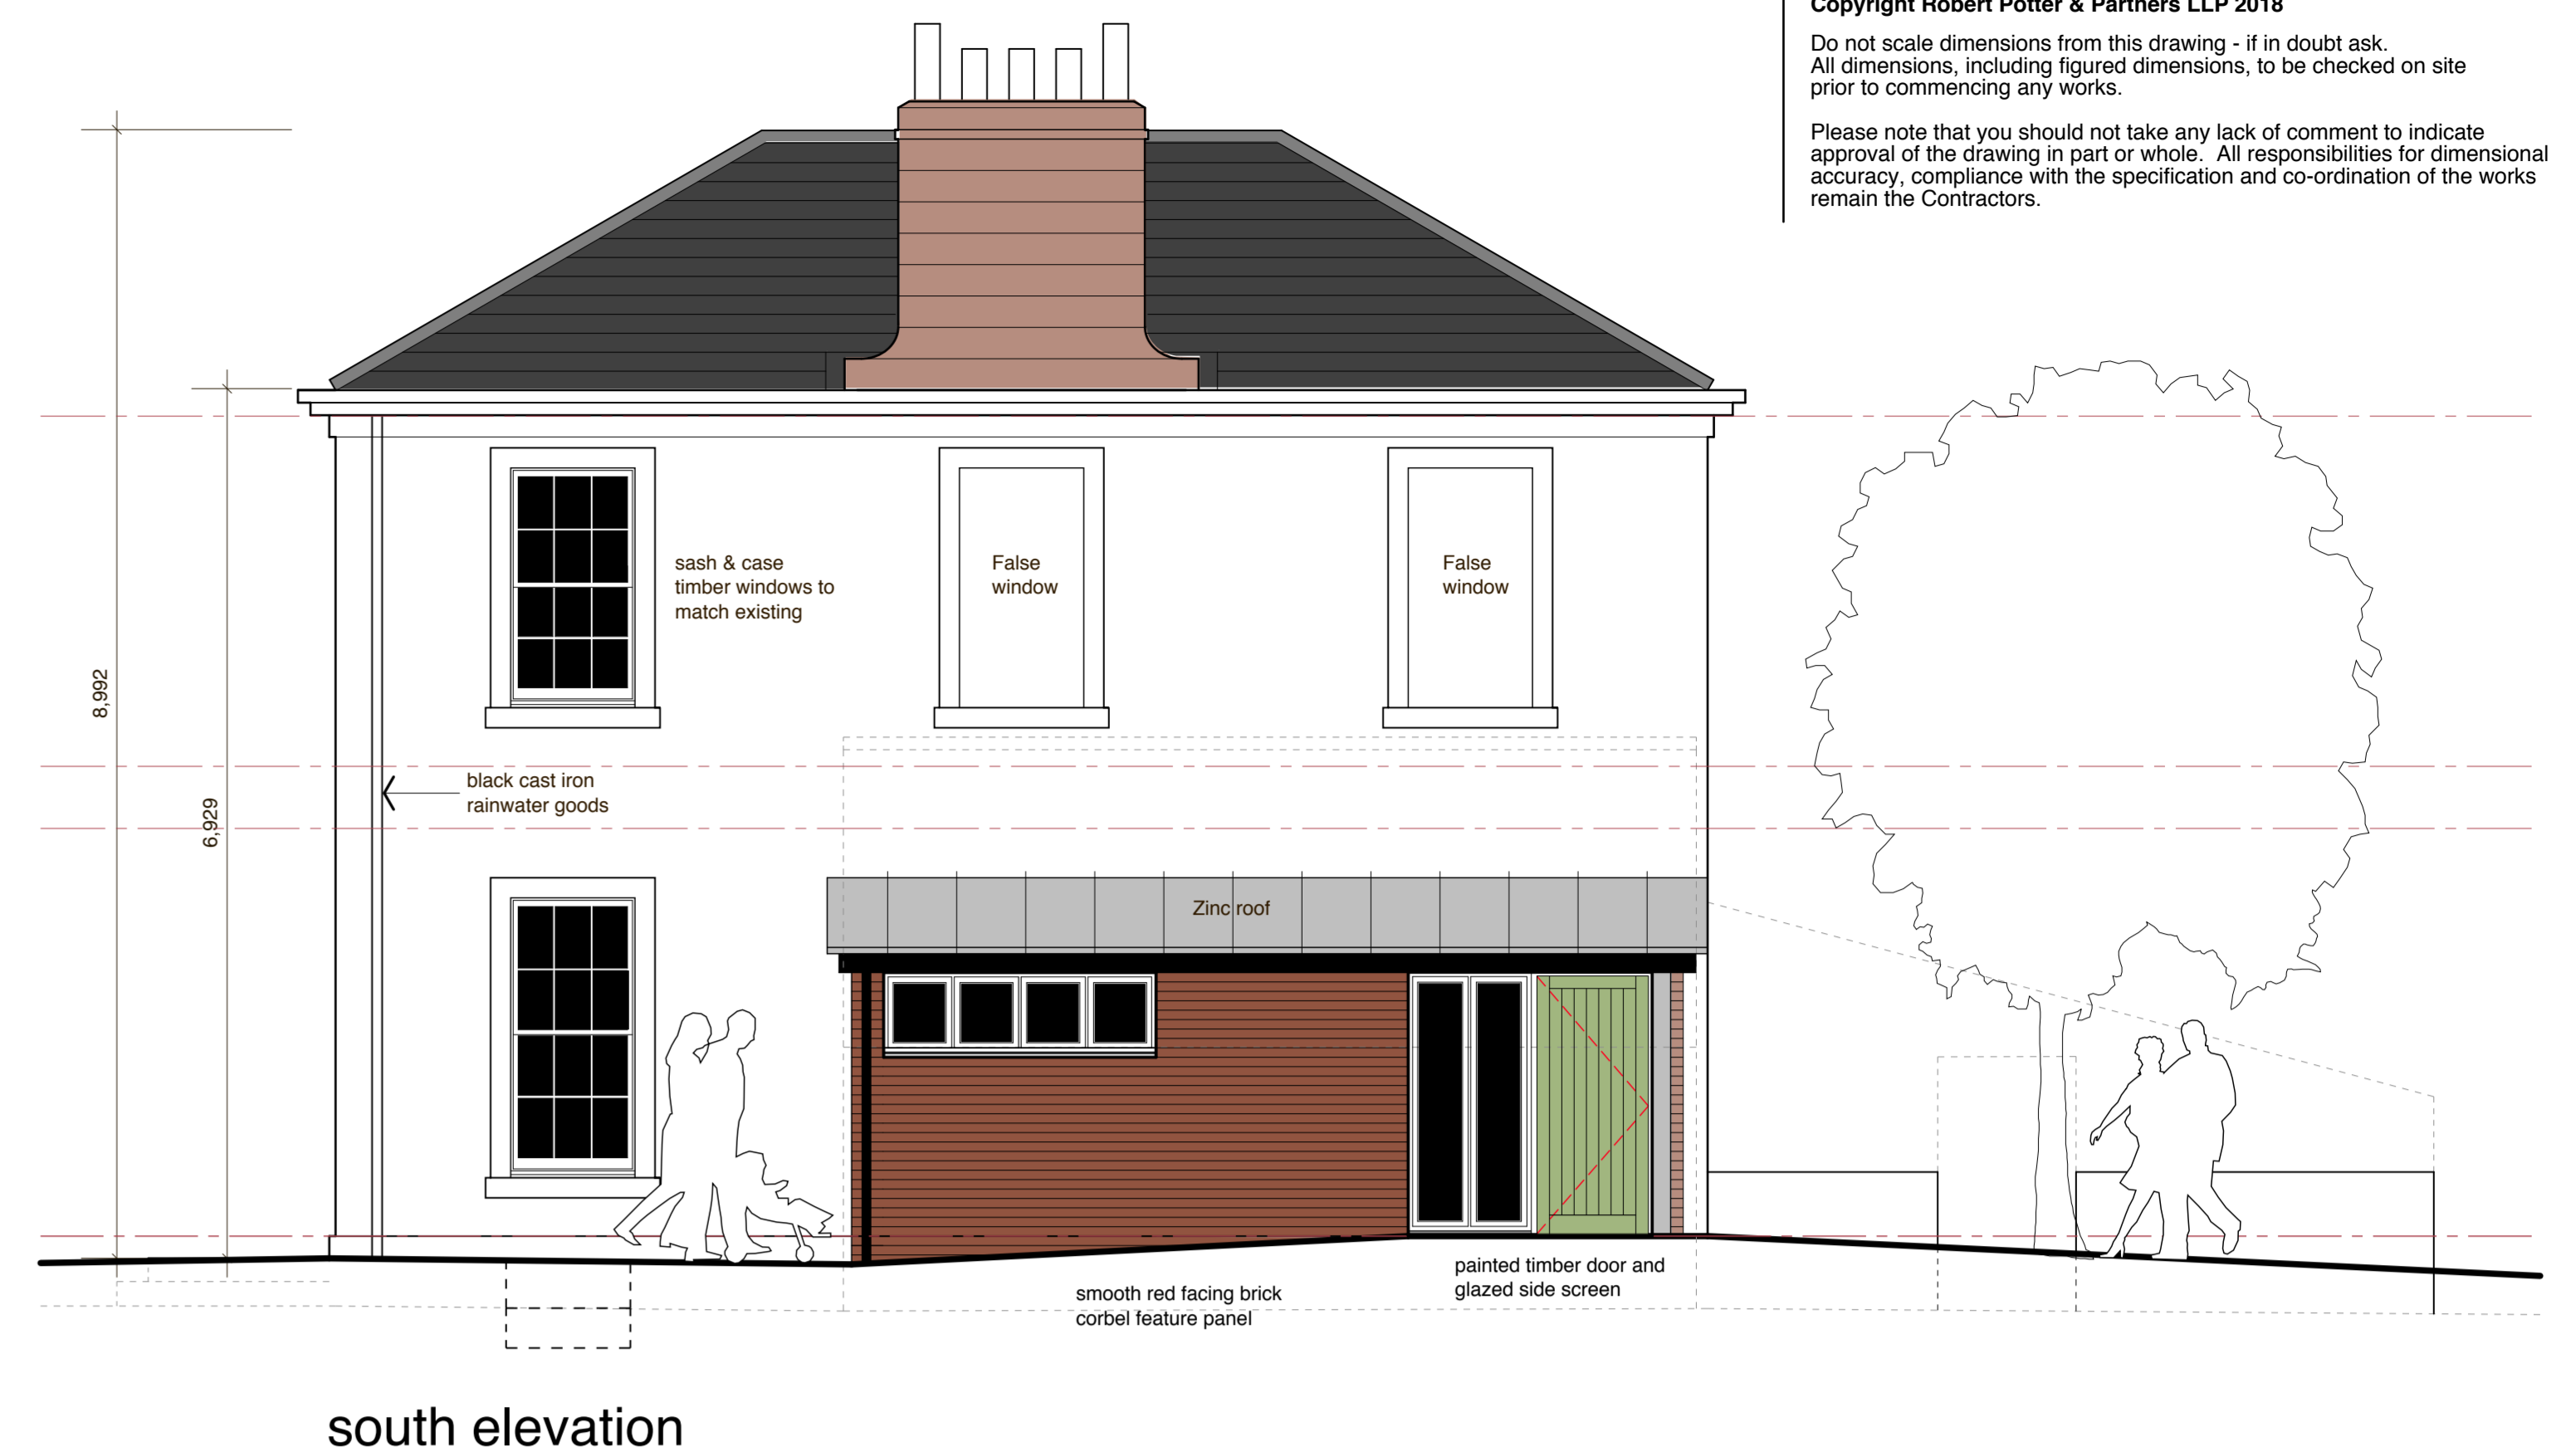 Copyright Robert Potter & Partners LLP 2018
Do not scale dimensions from this drawing - if in doubt ask.
All dimensions, including figured dimensions, to be checked on site
prior to commencing any works.
Please note that you should not take any lack of comment to indicate
approval of the drawing in part or whole. All responsibilities for dimensional
accuracy, compliance with the specification and co-ordination of the works
remain the Contractors.
sash & case
timber windows to
match existing
False
window
False
window
8,992
6,929
black cast iron
rainwater goods
Zinc roof
painted timber door and
glazed side screen
smooth red facing brick
corbel feature panel
south elevation